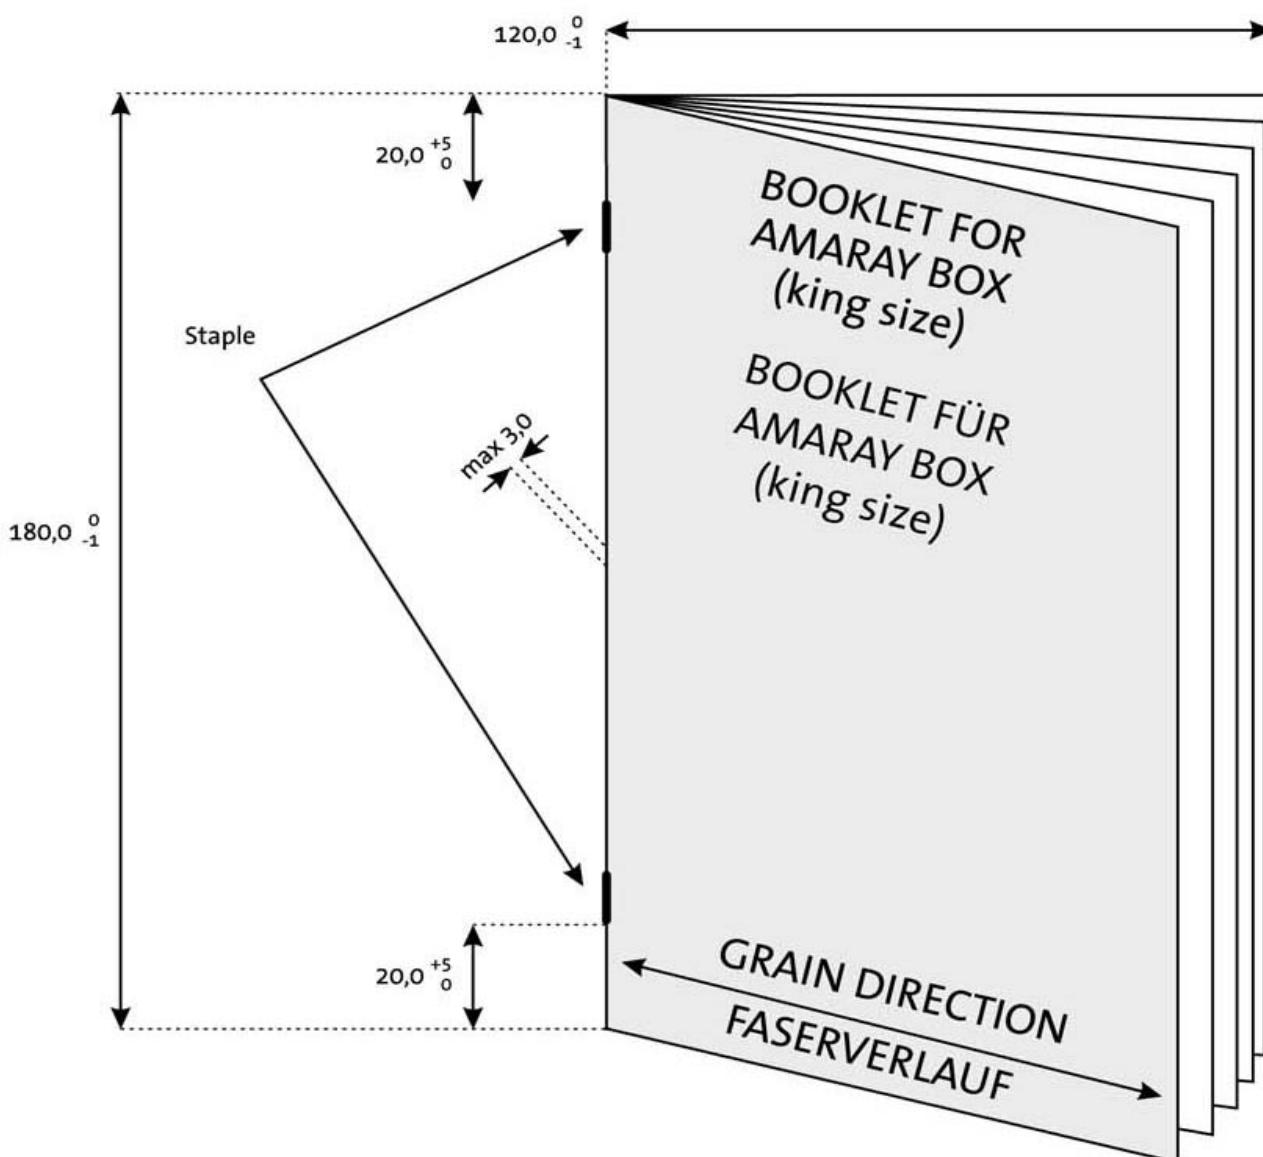 120,0 0 -1
20,0 +5 0
BOOKLET FOR
AMARAY BOX
(king size)
Staple
BOOKLET FÜR
AMARAY BOX
(king size)
max 3,0
180,0 0 -1
20,0 +5 0
GRAIN DIRECTION
FASERVERLAUF